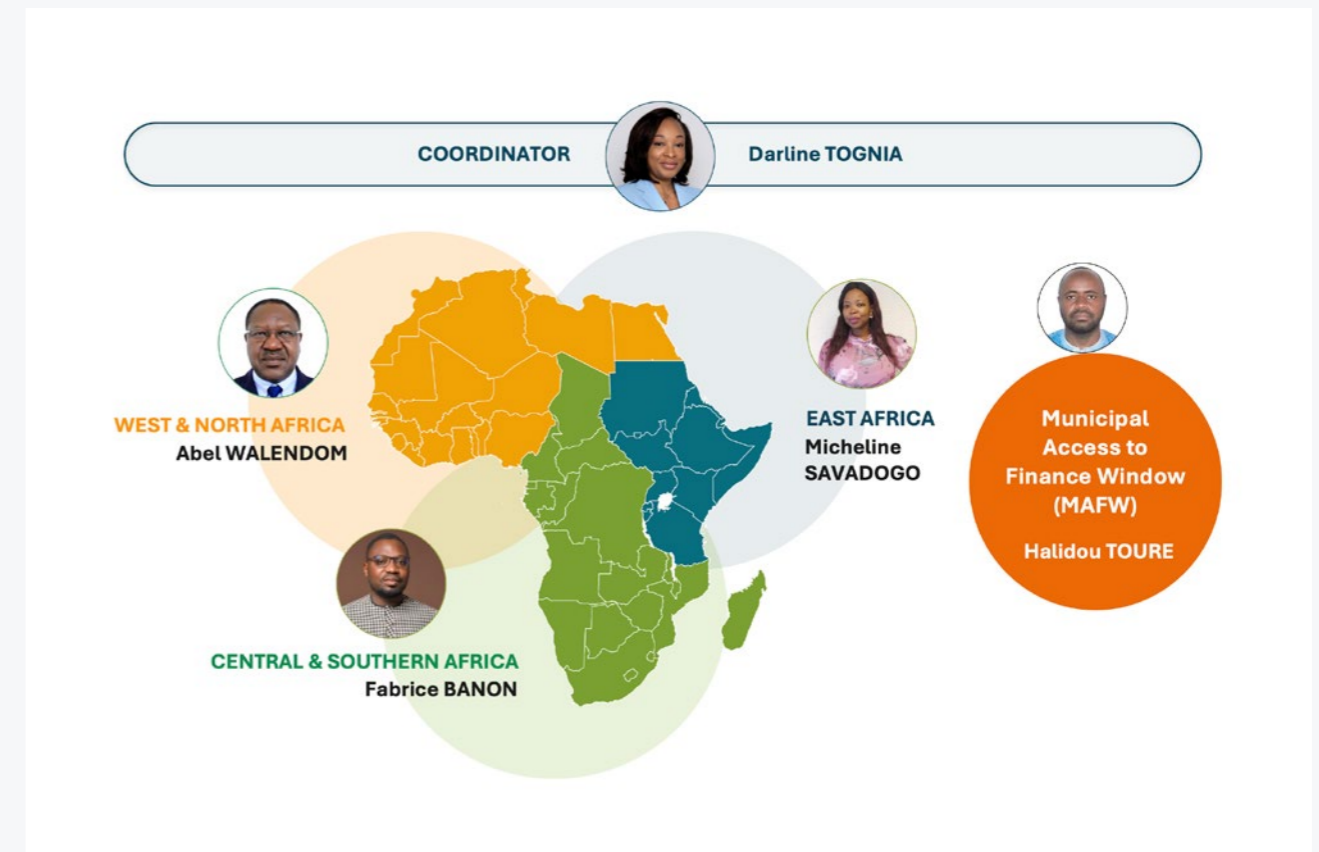 COORDINATOR
Darline TOGNIA
WEST & NORTH AFRICA
Abel WALENDOM
EAST AFRICA
Micheline
SAVADOGO
Municipal
Access to
Finance Window
(MAFW)
Halidou TOURE
CENTRAL & SOUTHERN AFRICA
Fabrice BANON